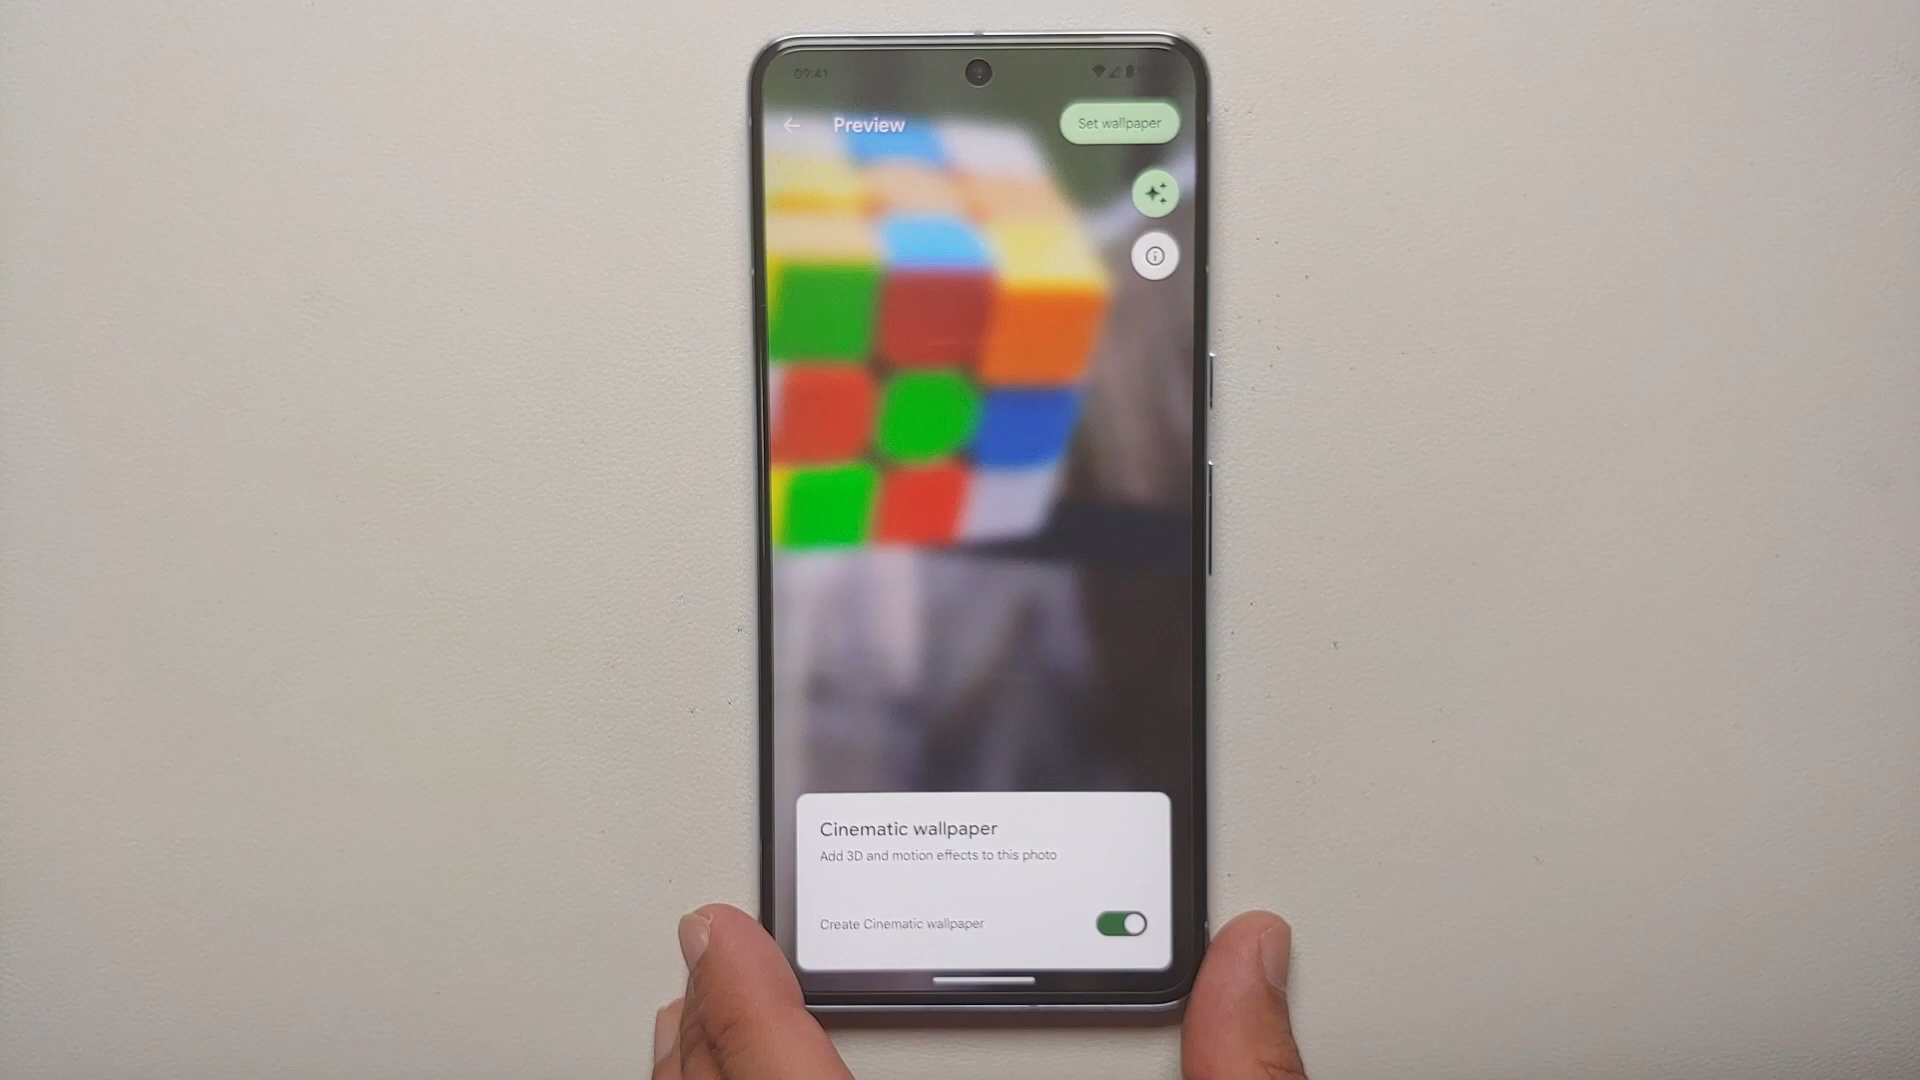 09:41
Preview
Set wallpaper
Cinematic wallpaper
Add 3D and motion effects to this photo
Create Cinematic wallpaper